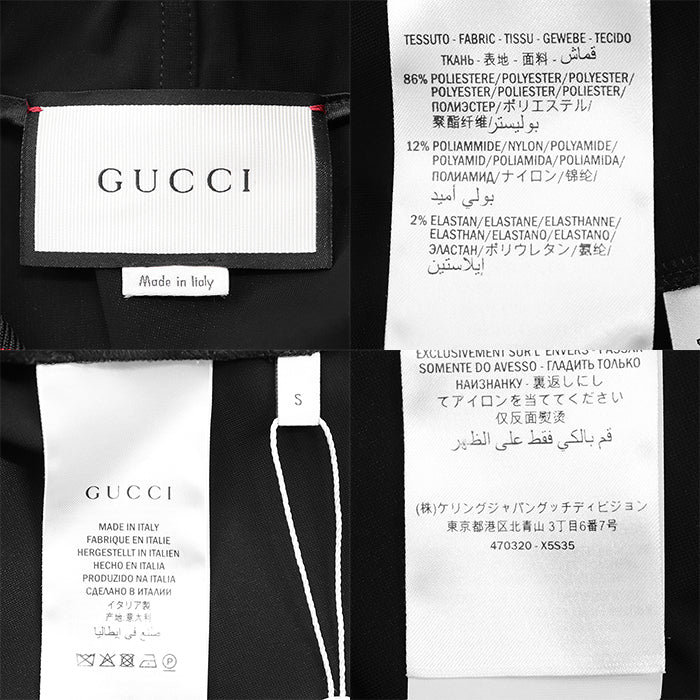 GUCCI
Made in Italy
TESSUTO - FABRIC - TISSU - GEWEBE - TECIDO
ТКАНЬ - 表地 - 面料 - قماش
86% POLIESTERE/POLYESTER/POLYESTER/
POLYESTER/POLIESTER/POLIESTER/
ПОЛИЭСТЕР/ポリエステル/
聚酯纤维/بوليستر
12% POLIAMMIDE/NYLON/POLYAMIDE/
POLYAMID/POLIAMIDA/POLIAMIDA/
ПОЛИАМИД/ナイロン/锦纶/
بولي أميد
2% ELASTAN/ELASTANE/ELASTHANNE/
ELASTHAN/ELASTANO/ELASTANO/
ЭЛАСТАН/ポリウレタン/氨纶/
إيلاستين
S
GUCCI
MADE IN ITALY
FABRIQUE EN ITALIE
HERGESTELLT IN ITALIEN
HECHO EN ITALIA
PRODUZIDO NA ITALIA
СДЕЛАНО В ИТАЛИИ
イタリア製
产地:意大利
صنع في إيطاليا
EXCLUSIVEMENT SUR L'ENVERS - PASSAR
SOMENTE DO AVESSO - ГЛАДИТЬ ТОЛЬКО
НАИЗНАНКУ - 裏返しにし
てアイロンを当ててください
仅反面熨烫
قم بالكي فقط على الظهر
(株)ケリングジャパングッチディビジョン
東京都港区北青山3丁目6番7号
470320 - X5S35